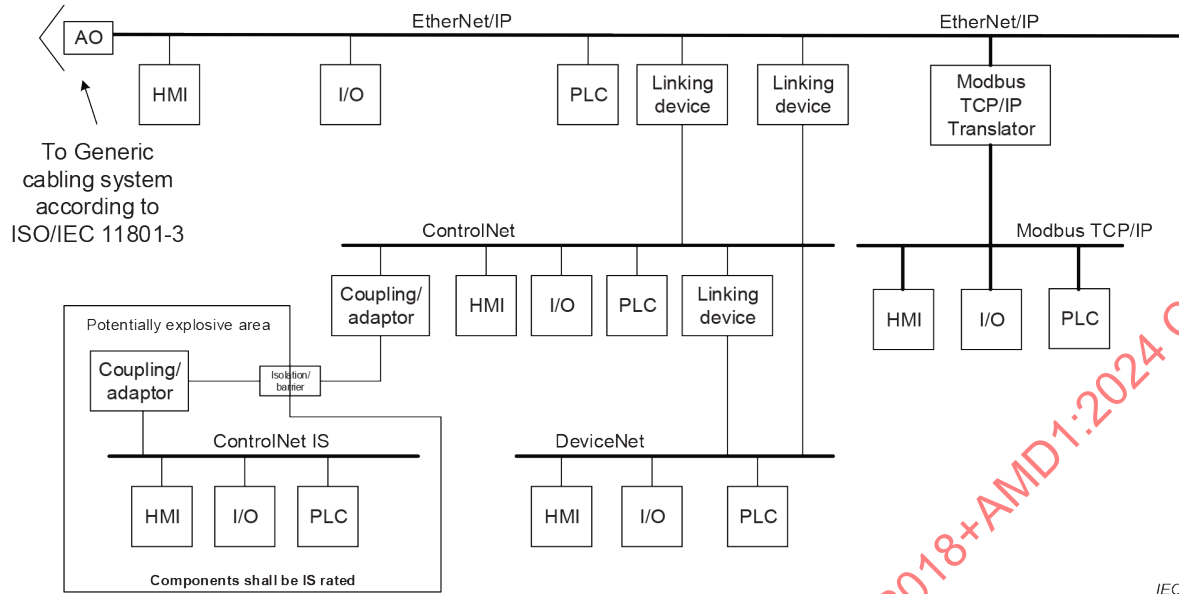 EtherNet/IP
EtherNet/IP
AO
HMI
I/O
PLC
Linking
device
Linking
device
Modbus
TCP/IP
Translator
To Generic
cabling system
according to
ISO/IEC 11801-3
ControlNet
Modbus TCP/IP
Coupling/
adaptor
HMI
I/O
PLC
Linking
device
HMI
I/O
PLC
Potentially explosive area
Coupling/
adaptor
Isolation/
barrier
ControlNet IS
DeviceNet
HMI
I/O
PLC
HMI
I/O
PLC
Components shall be IS rated
2018+AMD1:2024 C
IEC